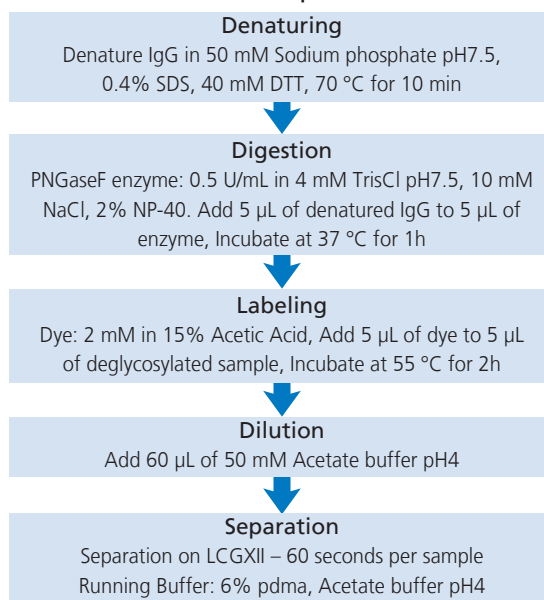 Denaturing
Denature IgG in 50 mM Sodium phosphate pH7.5,
0.4% SDS, 40 mM DTT, 70 °C for 10 min
Digestion
PNGaseF enzyme: 0.5 U/mL in 4 mM TrisCl pH7.5, 10 mM
NaCl, 2% NP-40. Add 5 µL of denatured IgG to 5 µL of
enzyme, Incubate at 37 °C for 1h
Labeling
Dye: 2 mM in 15% Acetic Acid, Add 5 µL of dye to 5 µL
of deglycosylated sample, Incubate at 55 °C for 2h
Dilution
Add 60 µL of 50 mM Acetate buffer pH4
Separation
Separation on LCGXII – 60 seconds per sample
Running Buffer: 6% pdma, Acetate buffer pH4